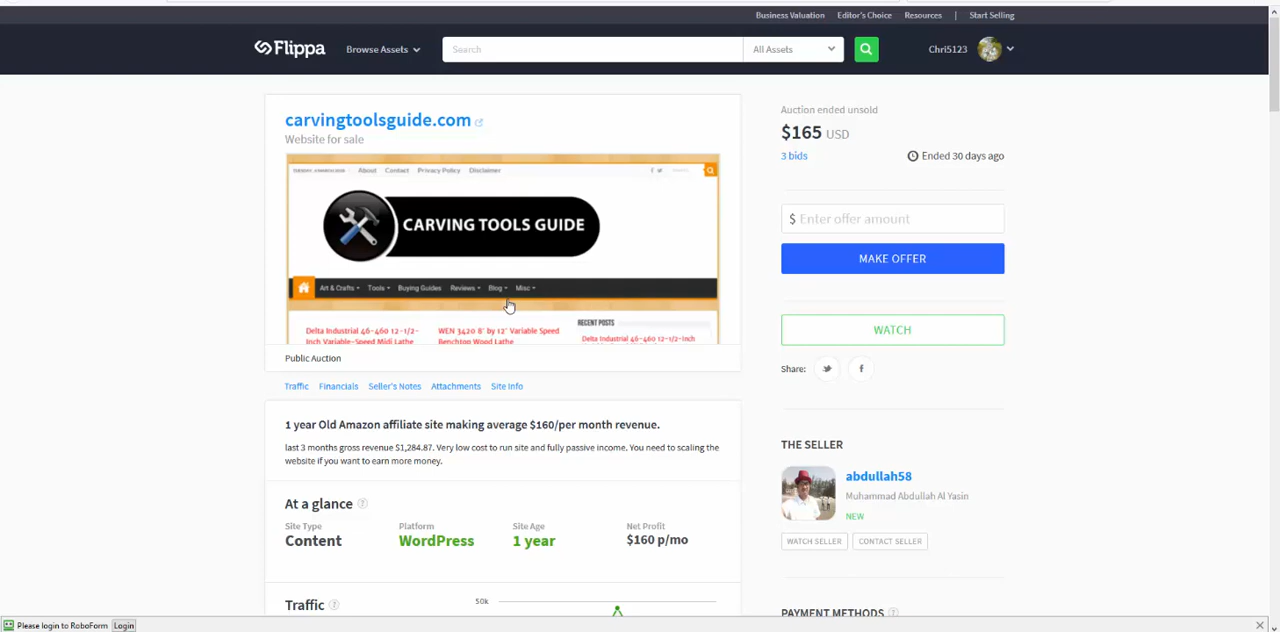 Business Valuation Editor's Choice Resources | Start Selling
Flippa Browse Assets Search All Assets Chri5123
carvingtoolsguide.com
Website for sale
About Contact Privacy Policy Disclaimer
CARVING TOOLS GUIDE
Art & Crafts Tools Buying Guides Reviews Blog Misc
Delta Industrial 46-460 12-1/2-
Inch Variable-Speed Midi Lathe
WEN 3420 8" by 12" Variable Speed
Benchtop Wood Lathe
RECENT POSTS
Delta Industrial 46-460 12-1/2-Inch
Public Auction
Traffic Financials Seller's Notes Attachments Site Info
1 year Old Amazon affiliate site making average $160/per month revenue.
last 3 months gross revenue $1,284.87. Very low cost to run site and fully passive income. You need to scaling the
website if you want to earn more money.
At a glance ?
Site Type Platform Site Age Net Profit
Content WordPress 1 year $160 p/mo
Traffic ? 50k
Auction ended unsold
$165 USD
3 bids Ended 30 days ago
$ Enter offer amount
MAKE OFFER
WATCH
Share:
THE SELLER
abdullah58
Muhammad Abdullah Al Yasin
NEW
WATCH SELLER CONTACT SELLER
PAYMENT METHODS ?
Please login to RoboForm Login